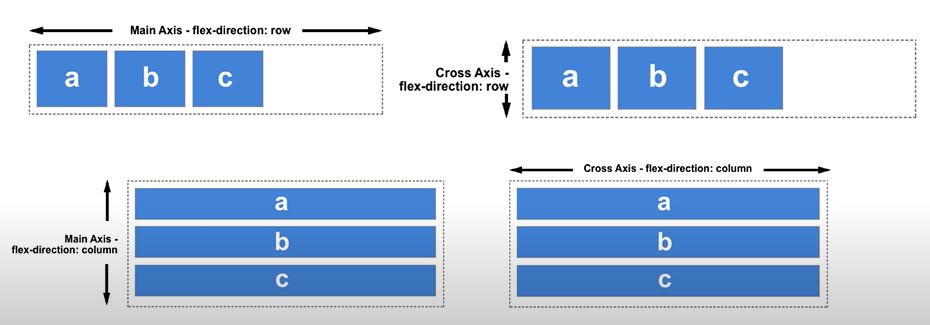 Main Axis - flex-direction: row
a b c
Cross Axis -
flex-direction: row
a b c
Main Axis -
flex-direction: column
a
b
c
Cross Axis - flex-direction: column
a
b
c